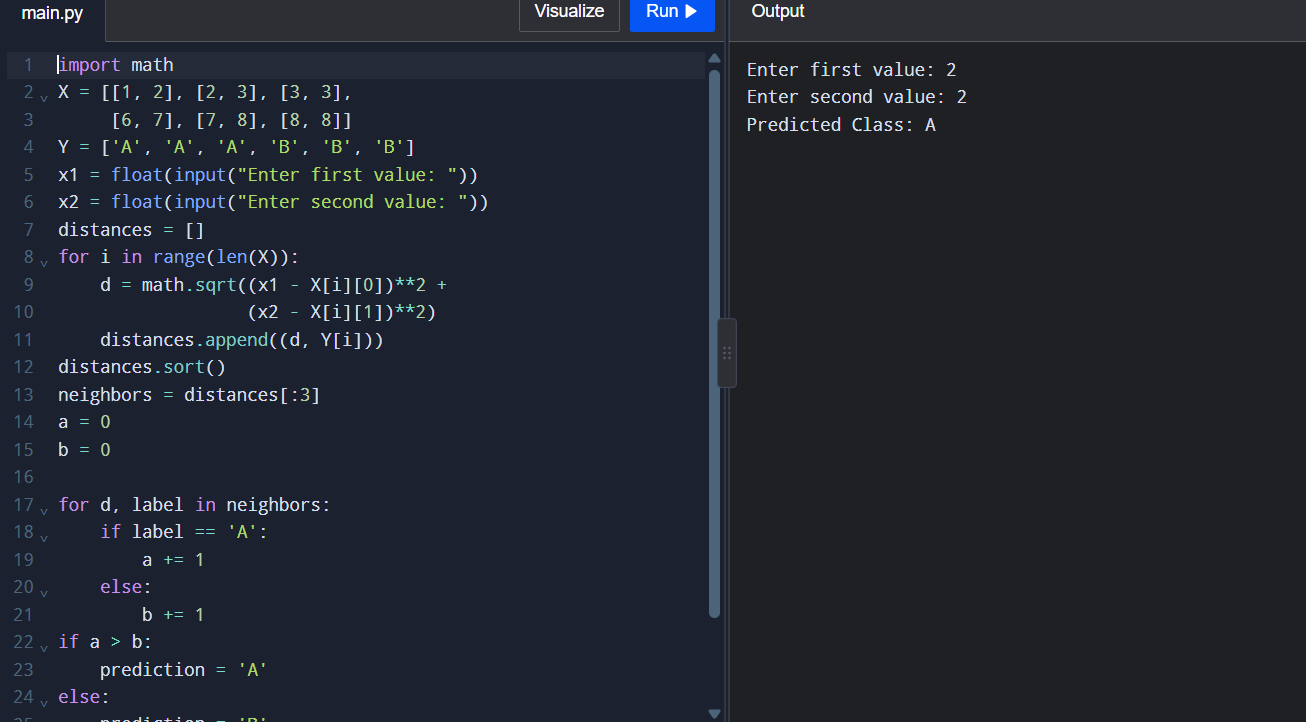 main.py
Visualize
Run
Output
1 import math
2 X = [[1, 2], [2, 3], [3, 3],
3      [6, 7], [7, 8], [8, 8]]
4 Y = ['A', 'A', 'A', 'B', 'B', 'B']
5 x1 = float(input("Enter first value: "))
6 x2 = float(input("Enter second value: "))
7 distances = []
8 for i in range(len(X)):
9     d = math.sqrt((x1 - X[i][0])**2 +
10                   (x2 - X[i][1])**2)
11     distances.append((d, Y[i]))
12 distances.sort()
13 neighbors = distances[:3]
14 a = 0
15 b = 0
16
17 for d, label in neighbors:
18     if label == 'A':
19         a += 1
20     else:
21         b += 1
22 if a > b:
23     prediction = 'A'
24 else:
25     prediction = 'B'
Enter first value: 2
Enter second value: 2
Predicted Class: A